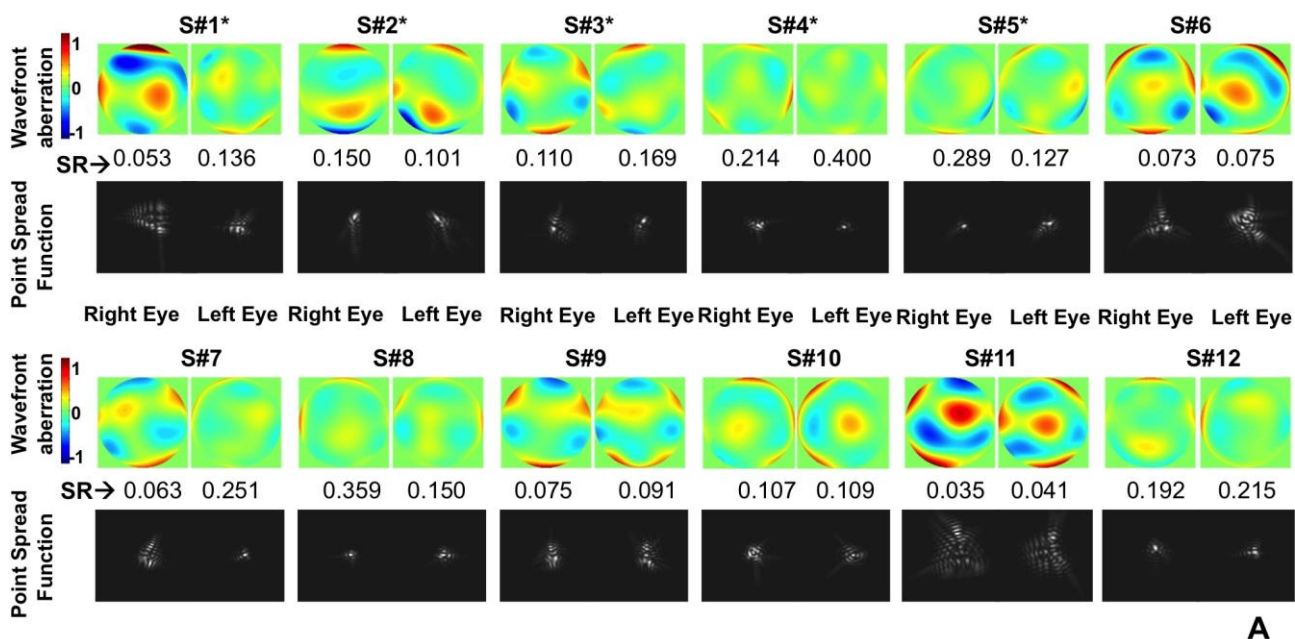 S#1* S#2* S#3* S#4* S#5* S#6
Wavefront
aberration
1
0
-1
SR→ 0.053 0.136 0.150 0.101 0.110 0.169 0.214 0.400 0.289 0.127 0.073 0.075
Point Spread
Function
Right Eye Left Eye Right Eye Left Eye Right Eye Left Eye Right Eye Left Eye Right Eye Left Eye Right Eye Left Eye
S#7 S#8 S#9 S#10 S#11 S#12
Wavefront
aberration
1
0
-1
SR→ 0.063 0.251 0.359 0.150 0.075 0.091 0.107 0.109 0.035 0.041 0.192 0.215
Point Spread
Function
A